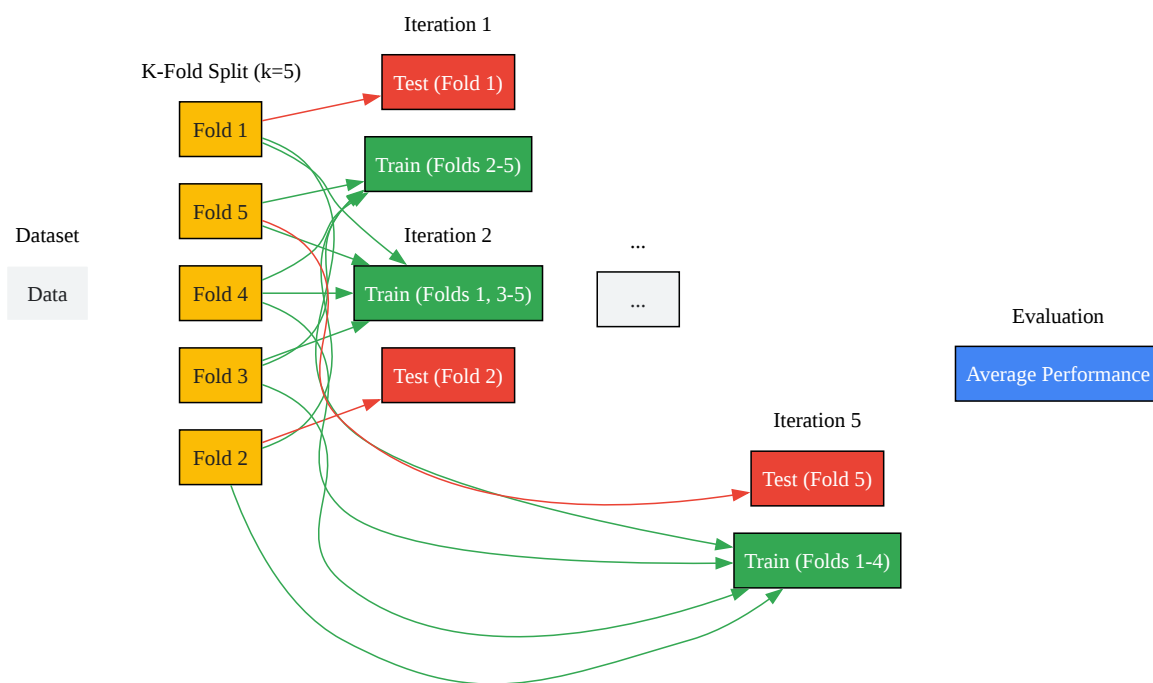 Dataset
Data
K-Fold Split (k=5)
Fold 1
Fold 5
Fold 4
Fold 3
Fold 2
Iteration 1
Test (Fold 1)
Train (Folds 2-5)
Iteration 2
Train (Folds 1, 3-5)
Test (Fold 2)
...
...
Iteration 5
Test (Fold 5)
Train (Folds 1-4)
Evaluation
Average Performance